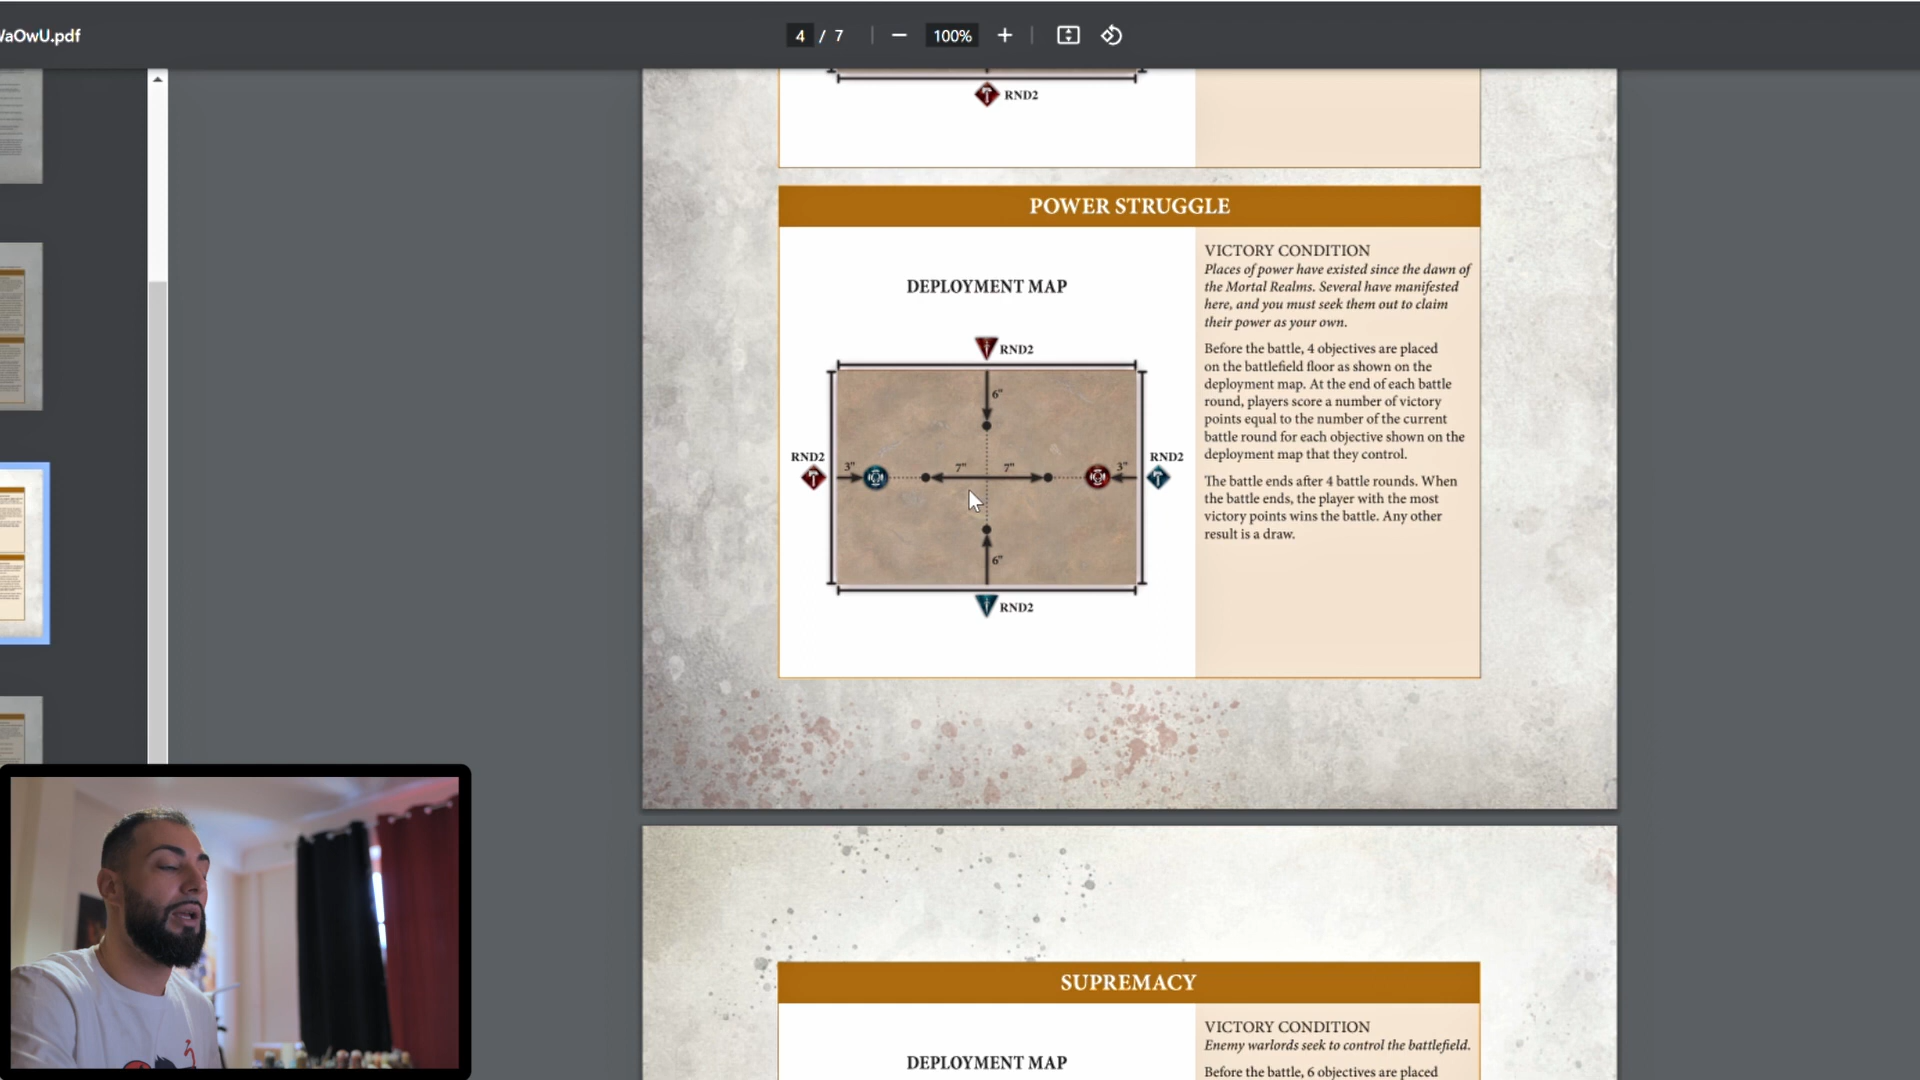 VaOwU.pdf
4 / 7
100%
RND2
POWER STRUGGLE
DEPLOYMENT MAP
RND2
6"
RND2
3"
7"
7"
3"
RND2
6"
RND2
VICTORY CONDITION
Places of power have existed since the dawn of
the Mortal Realms. Several have manifested
here, and you must seek them out to claim
their power as your own.
Before the battle, 4 objectives are placed
on the battlefield floor as shown on the
deployment map. At the end of each battle
round, players score a number of victory
points equal to the number of the current
battle round for each objective shown on the
deployment map that they control.
The battle ends after 4 battle rounds. When
the battle ends, the player with the most
victory points wins the battle. Any other
result is a draw.
SUPREMACY
DEPLOYMENT MAP
VICTORY CONDITION
Enemy warlords seek to control the battlefield.
Before the battle, 6 objectives are placed